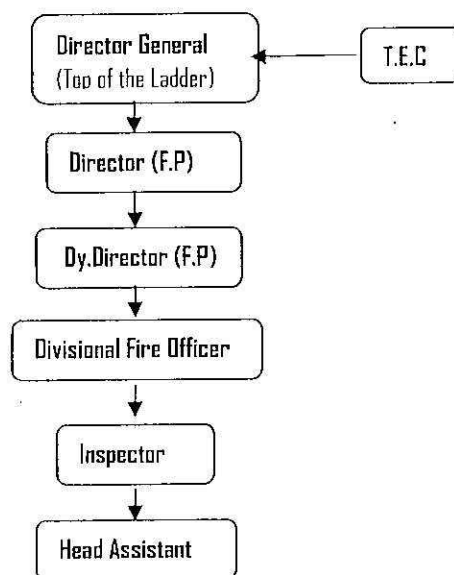 Director General
(Top of the Ladder)
T.E.C
Director (F.P)
Dy.Director (F.P)
Divisional Fire Officer
Inspector
Head Assistant